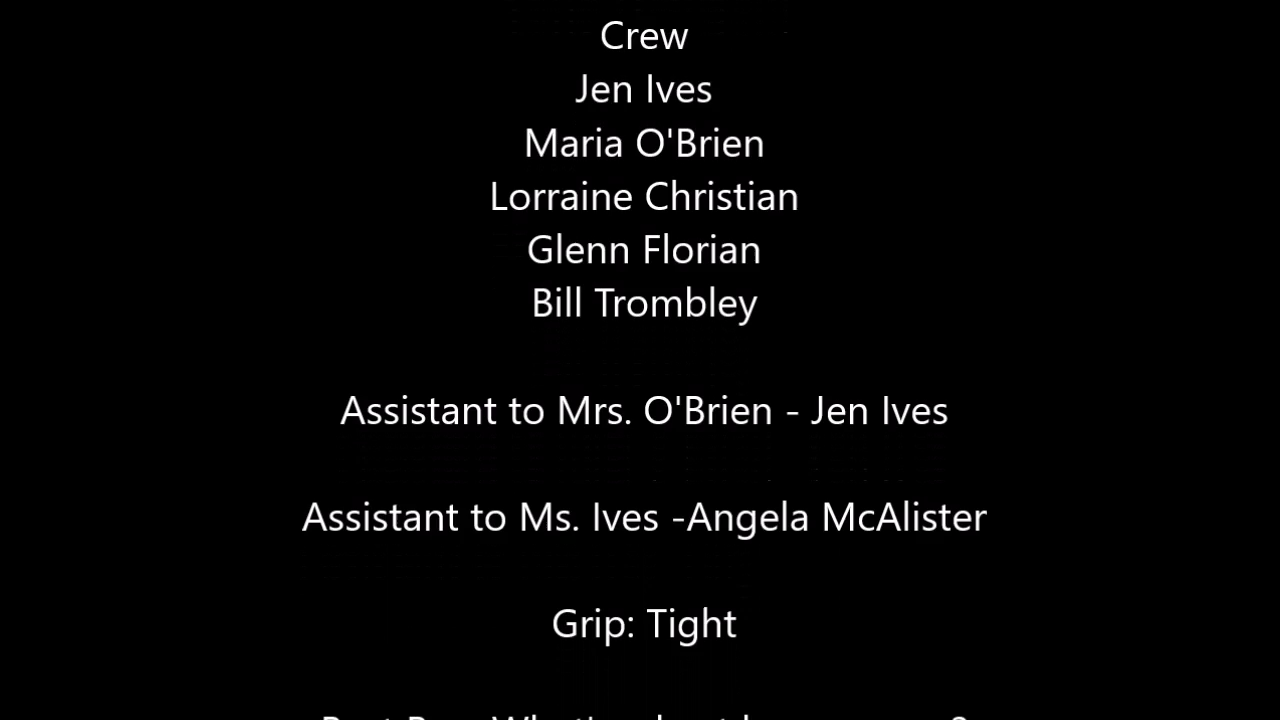 Crew
Jen Ives
Maria O'Brien
Lorraine Christian
Glenn Florian
Bill Trombley
Assistant to Mrs. O'Brien - Jen Ives
Assistant to Ms. Ives -Angela McAlister
Grip: Tight